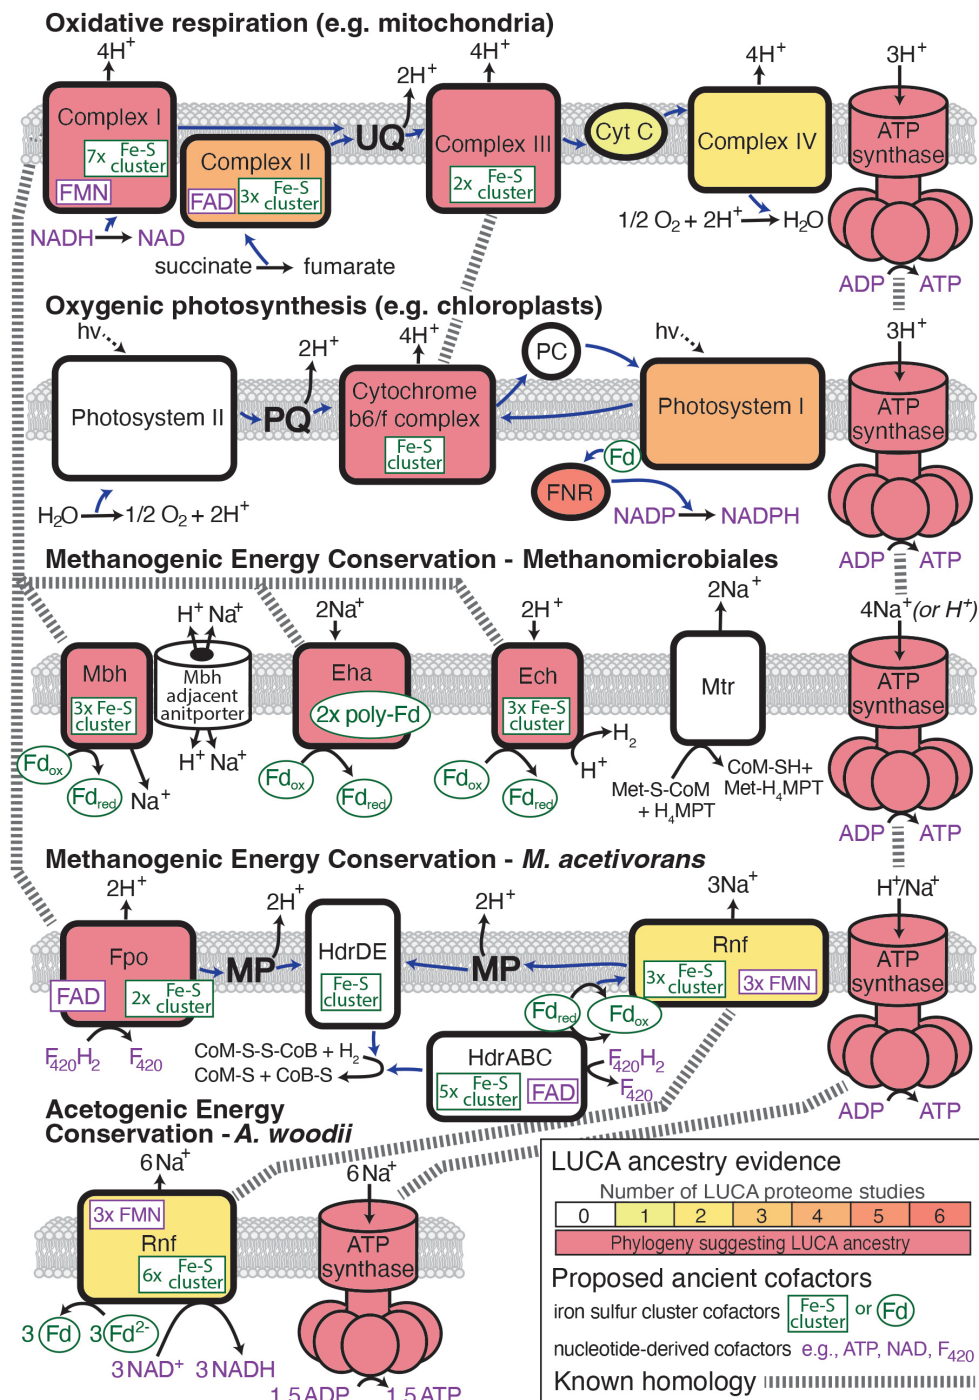 Oxidative respiration (e.g. mitochondria)
4H+
2H+
4H+
4H+
3H+
Complex I
7x Fe-S cluster
FMN
Complex II
FAD
3x Fe-S cluster
UQ
Complex III
2x Fe-S cluster
Cyt C
Complex IV
ATP synthase
NADH NAD
succinate fumarate
1/2 O2 + 2H+ H2O
ADP ATP
Oxygenic photosynthesis (e.g. chloroplasts)
hv
2H+
4H+
hv
3H+
Photosystem II
PQ
Cytochrome
b6/f complex
Fe-S cluster
PC
Photosystem I
Fd
FNR
ATP synthase
H2O 1/2 O2 + 2H+
NADP NADPH
ADP ATP
Methanogenic Energy Conservation - Methanomicrobiales
H+ Na+
2Na+
2H+
2Na+
4Na+(or H+)
Mbh
3x Fe-S cluster
Mbh
adjacent
anitporter
Eha
2x poly-Fd
Ech
3x Fe-S cluster
Mtr
ATP synthase
H+ Na+
Fdox
Fdred
Na+
Fdox
Fdred
Fdox
Fdred
H2
H+
Met-S-CoM
+ H4MPT
CoM-SH+
Met-H4MPT
ADP ATP
Methanogenic Energy Conservation - M. acetivorans
2H+
2H+
2H+
3Na+
H+/Na+
Fpo
FAD
2x Fe-S cluster
MP
HdrDE
Fe-S cluster
MP
Rnf
3x Fe-S cluster
3x FMN
ATP synthase
Fdred
Fdox
F420H2 F420
CoM-S-S-CoB + H2
CoM-S + CoB-S
HdrABC
5x Fe-S cluster
FAD
F420H2
F420
ADP ATP
Acetogenic Energy
Conservation - A. woodii
6Na+
6Na+
3x FMN
Rnf
6x Fe-S cluster
ATP synthase
3 Fd 3 Fd2-
3NAD+ 3NADH
1.5ADP 1.5ATP
LUCA ancestry evidence
Number of LUCA proteome studies
0 1 2 3 4 5 6
Phylogeny suggesting LUCA ancestry
Proposed ancient cofactors
iron sulfur cluster cofactors Fe-S cluster or Fd
nucleotide-derived cofactors e.g., ATP, NAD, F420
Known homology